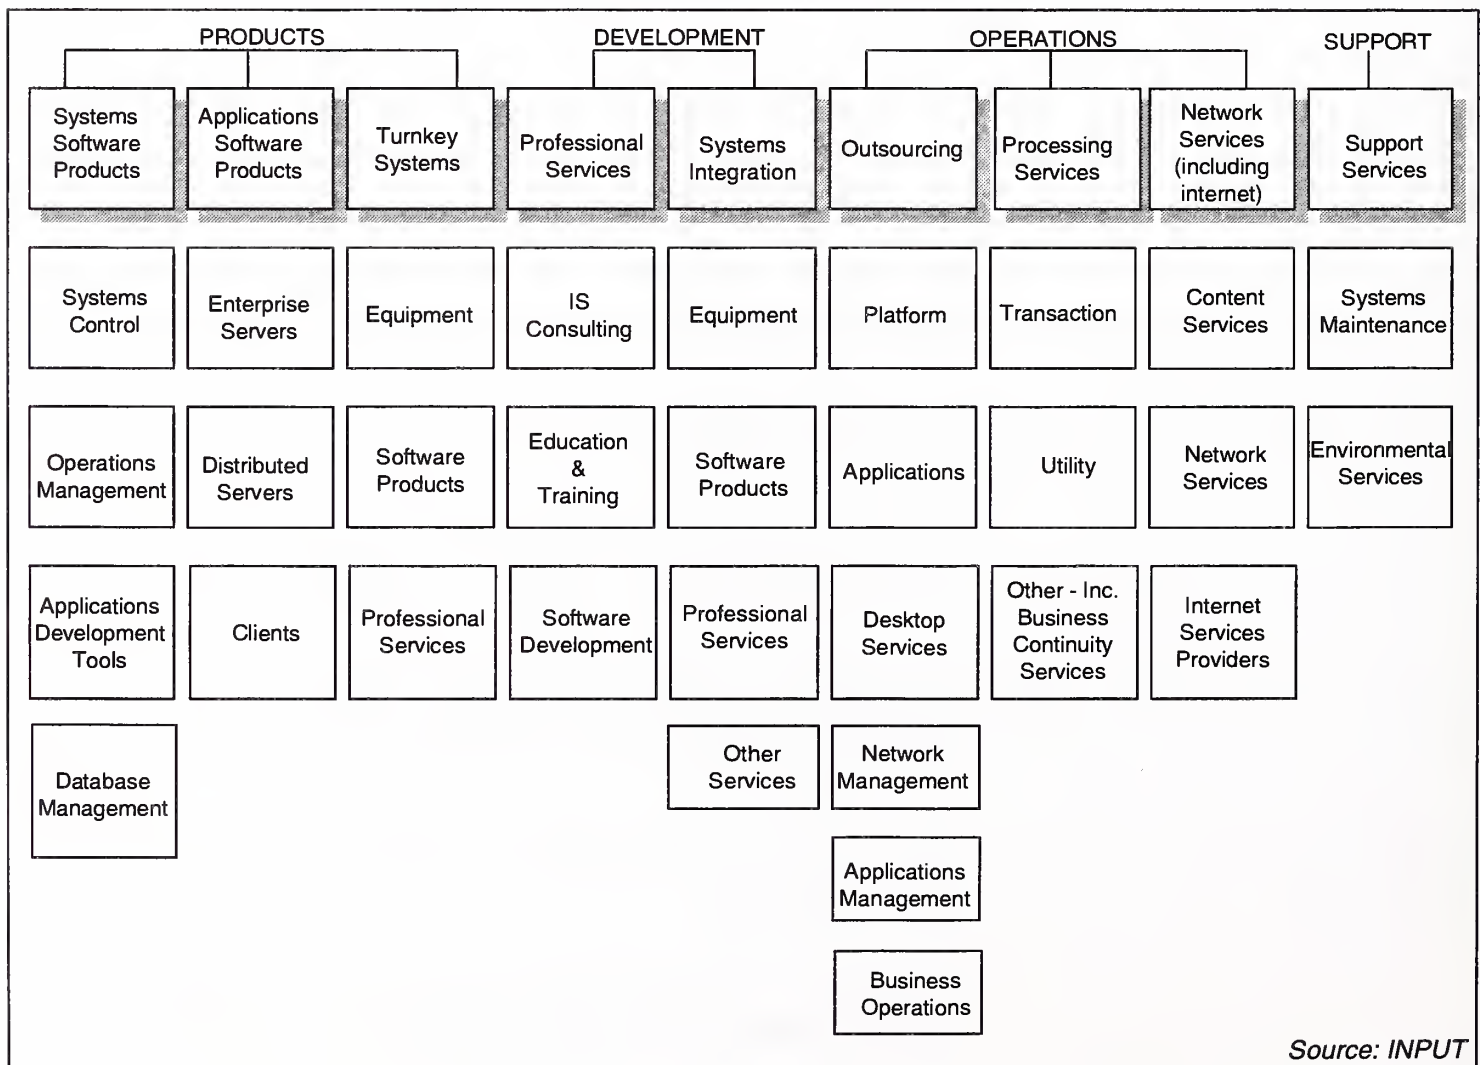 PRODUCTS
DEVELOPMENT
OPERATIONS
SUPPORT
Systems
Software
Products
Applications
Software
Products
Turnkey
Systems
Professional
Services
Systems
Integration
Outsourcing
Processing
Services
Network
Services
(including
internet)
Support
Services
Systems
Control
Enterprise
Servers
Equipment
IS
Consulting
Equipment
Platform
Transaction
Content
Services
Systems
Maintenance
Operations
Management
Distributed
Servers
Software
Products
Education
&
Training
Software
Products
Applications
Utility
Network
Services
Environmental
Services
Applications
Development
Tools
Clients
Professional
Services
Software
Development
Professional
Services
Desktop
Services
Other - Inc.
Business
Continuity
Services
Internet
Services
Providers
Database
Management
Other
Services
Network
Management
Applications
Management
Business
Operations
Source: INPUT